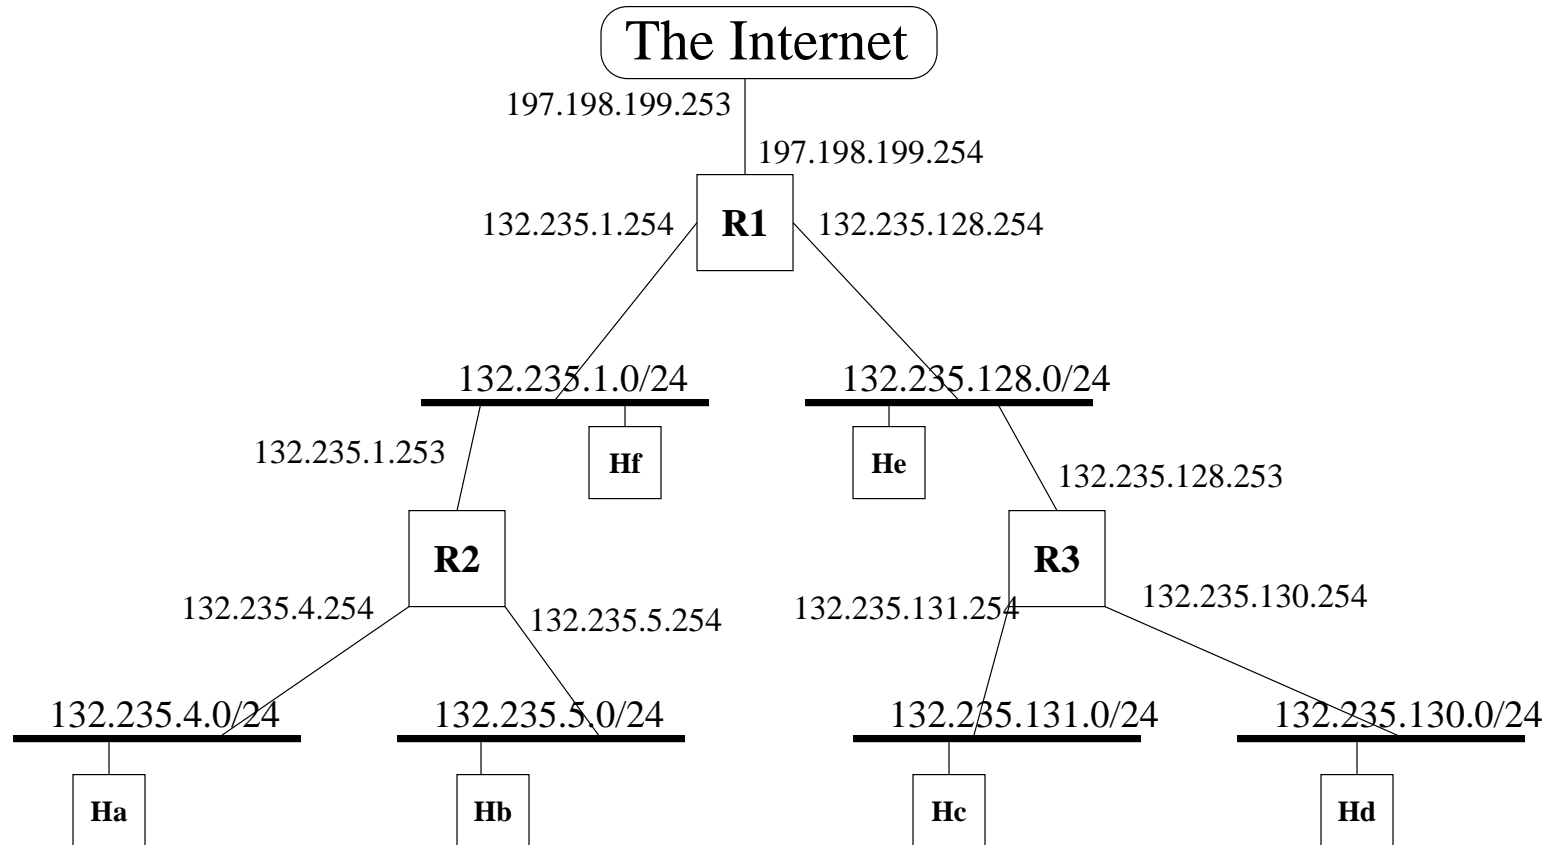 The Internet
197.198.199.253
197.198.199.254
132.235.1.254
R1
132.235.128.254
132.235.1.0/24
132.235.128.0/24
132.235.1.253
Hf
He
132.235.128.253
R2
R3
132.235.4.254
132.235.5.254
132.235.131.254
132.235.130.254
132.235.4.0/24
132.235.5.0/24
132.235.131.0/24
132.235.130.0/24
Ha
Hb
Hc
Hd